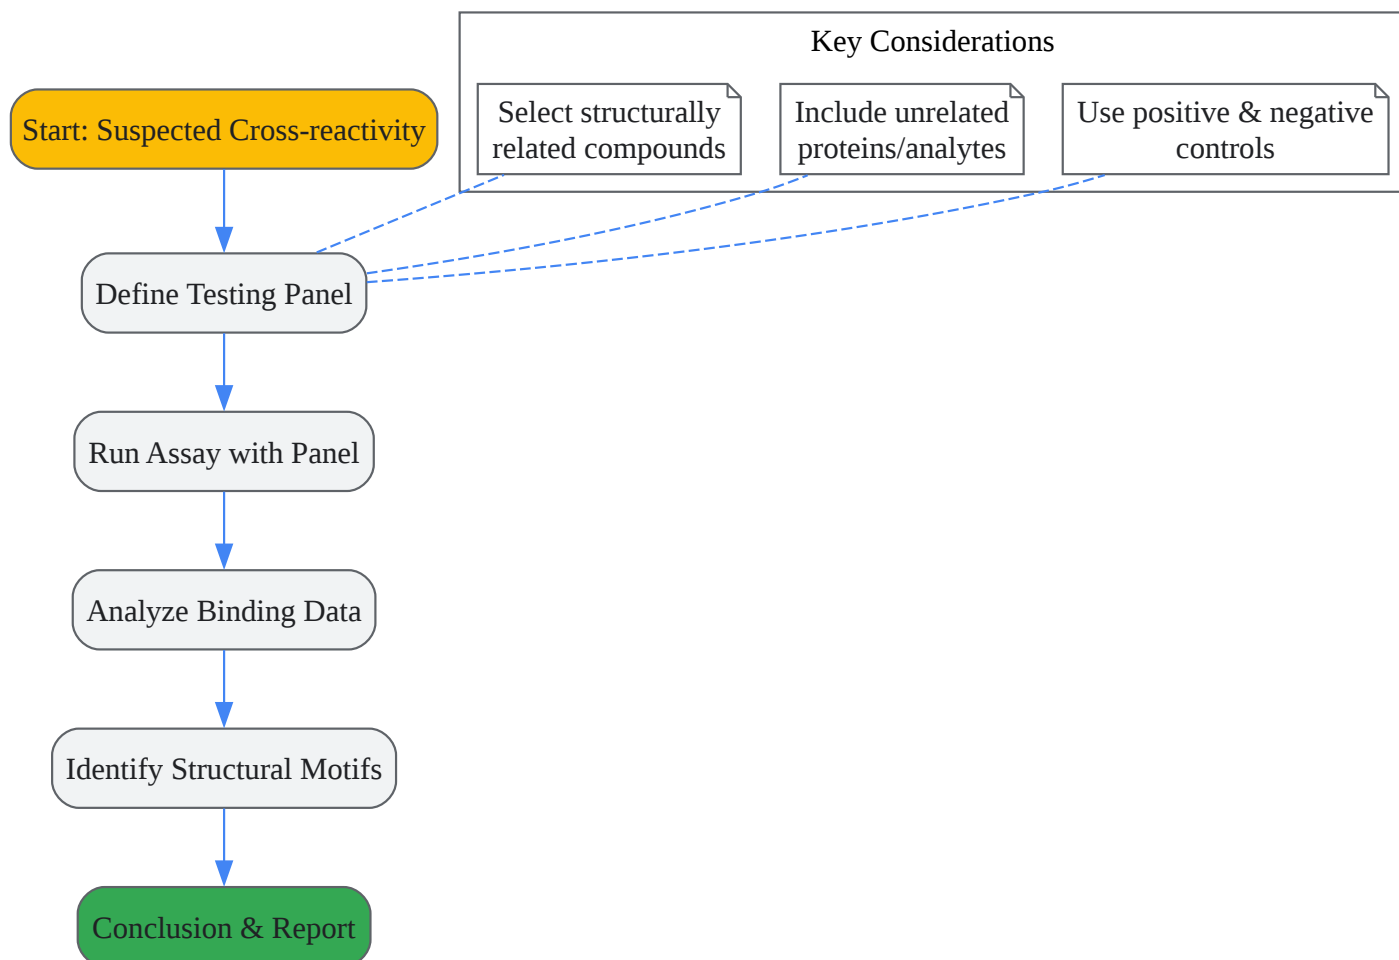 Key Considerations
Select structurally
related compounds
Include unrelated
proteins/analytes
Use positive & negative
controls
Start: Suspected Cross-reactivity
Define Testing Panel
Run Assay with Panel
Analyze Binding Data
Identify Structural Motifs
Conclusion & Report